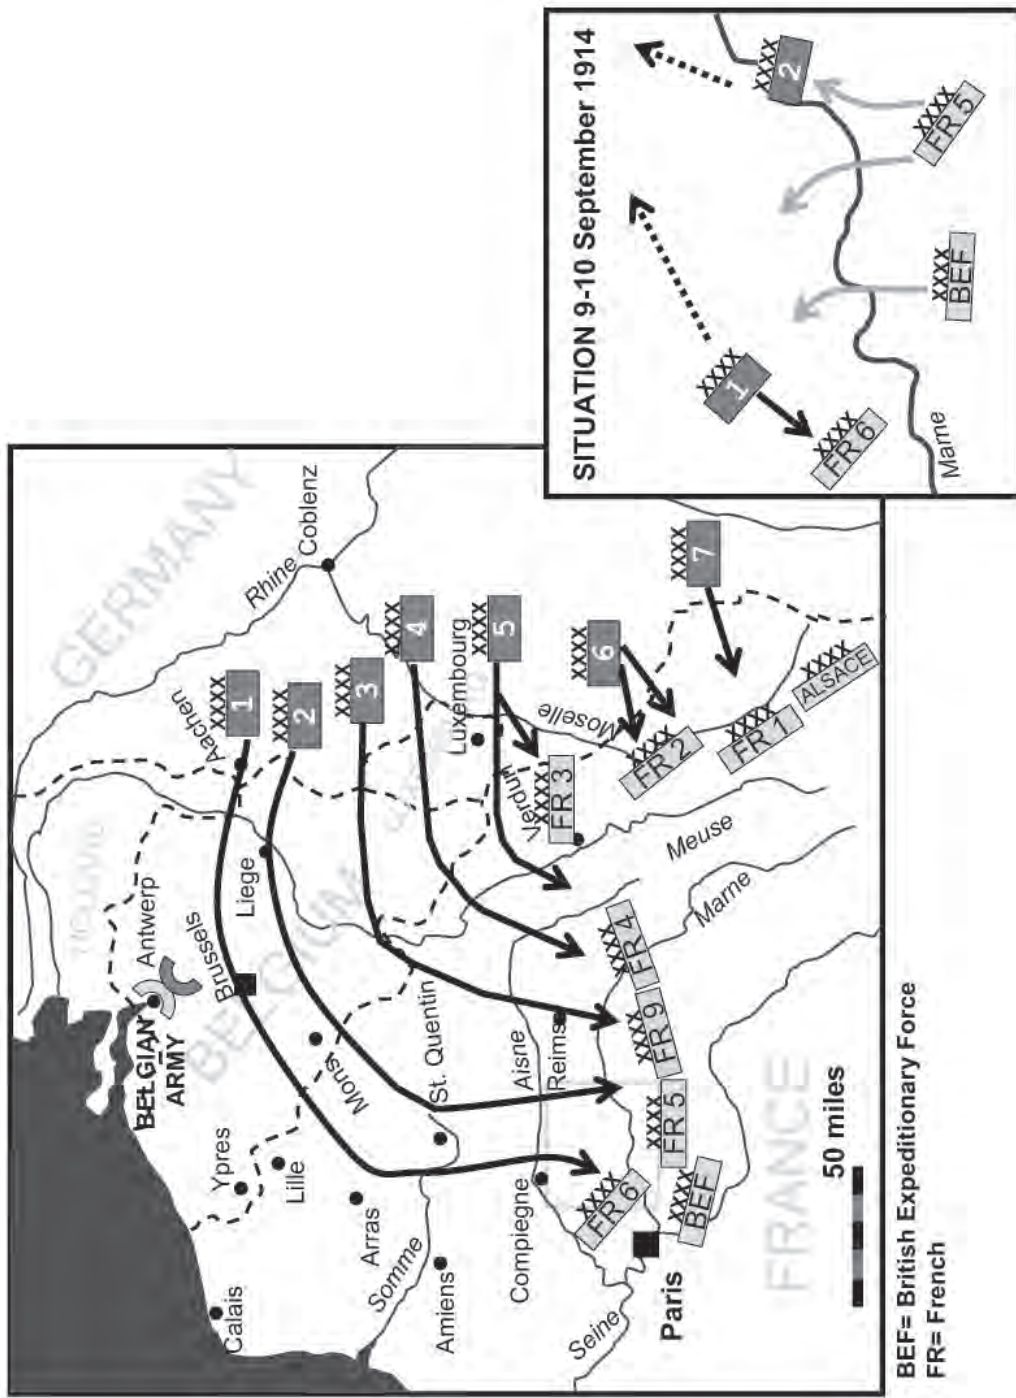 GERMANY
BELGIUM
FRANCE
Calais
Ypres
Lille
Arras
Amiens
Somme
BELGIAN
ARMY
Antwerp
Brussels
Mons
Liege
Aachen
Rhine
Coblenz
St. Quentin
Compiegne
Aisne
Reims
Luxembourg
Verdun
Moselle
Meuse
Marne
Seine
Paris
XXXX
1
XXXX
2
XXXX
3
XXXX
4
XXXX
5
XXXX
6
XXXX
7
XXXX
FR 6
XXXX
BEF
XXXX
FR 5
XXXX
FR 9
XXXX
FR 4
XXXX
FR 3
XXXX
FR 2
XXXX
FR 1
XXXX
ALSACE
50 miles
BEF= British Expeditionary Force
FR= French
SITUATION 9-10 September 1914
XXXX
1
XXXX
2
XXXX
FR 6
XXXX
BEF
XXXX
FR 5
Marne